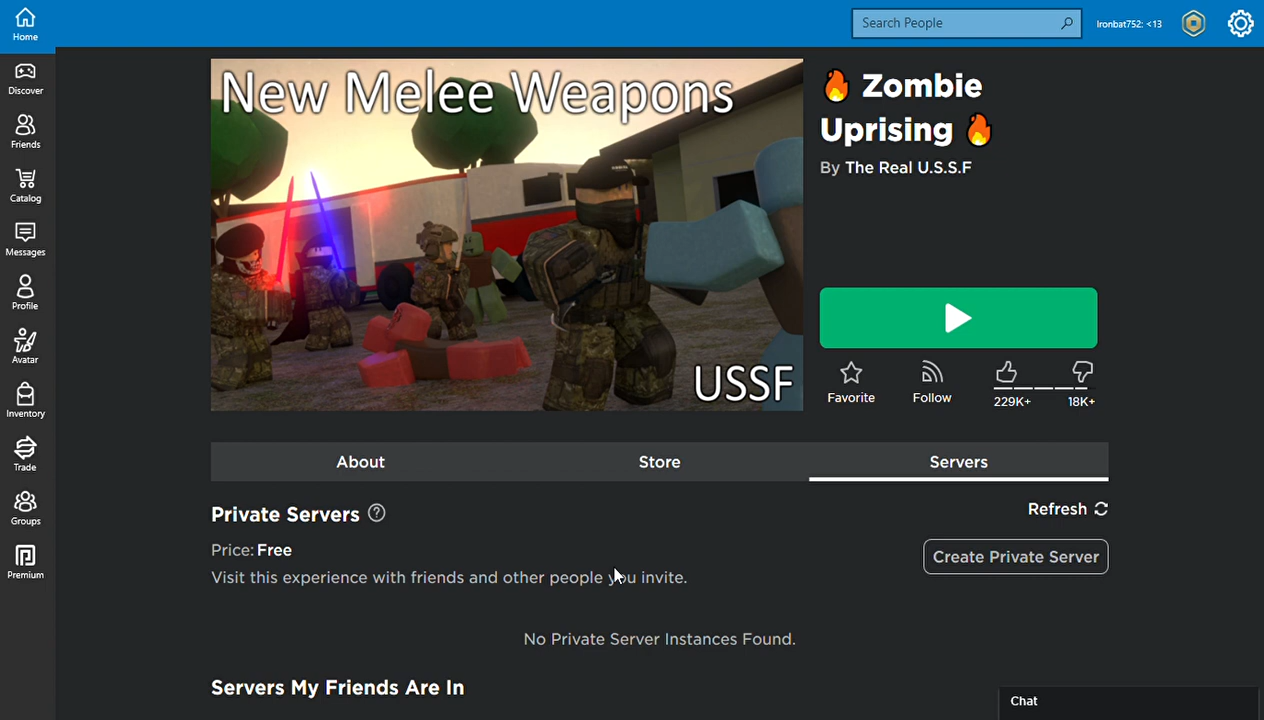 Home
Search People
Ironbat752: <13
Discover
Friends
Catalog
Messages
Profile
Avatar
Inventory
Trade
Groups
Premium
New Melee Weapons
USSF
🔥 Zombie
Uprising 🔥
By The Real U.S.S.F
Favorite
Follow
229K+
18K+
About
Store
Servers
Private Servers
Refresh
Price: Free
Create Private Server
Visit this experience with friends and other people you invite.
No Private Server Instances Found.
Servers My Friends Are In
Chat